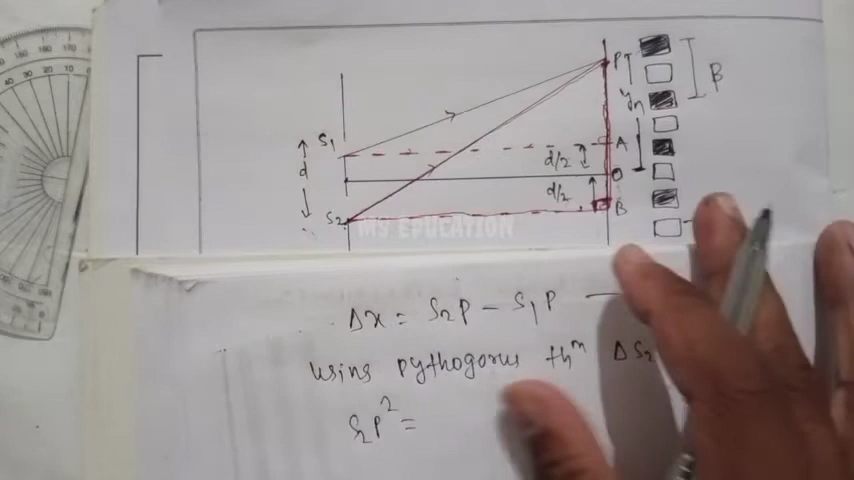 P
β
yn
S1
A
d/2
d
O
d/2
S2
B
MY EDUCATION
Δx = S2P - S1P
using pythogorus thm ΔS2
S2P² =